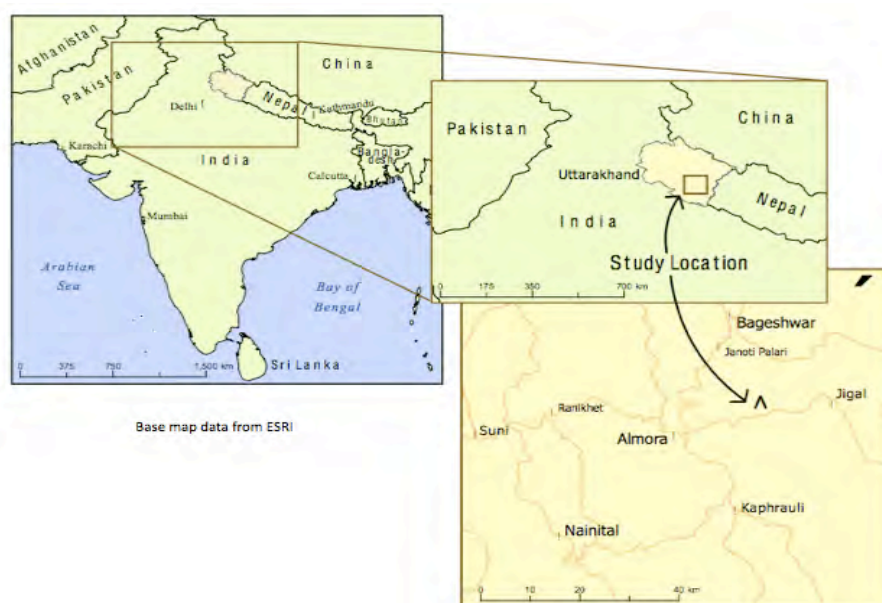 Afghanistan
Pakistan
China
Delhi
Nepal
Kathmandu
Bhutan
Karachi
India
Bangla-
desh
Calcutta
Mumbai
Arabian
Sea
Bay of
Bengal
Sri Lanka
0 375 750 1,500 km
Base map data from ESRI
Pakistan
China
Uttarakhand
Nepal
India
Study Location
0 175 350 700 km
Bageshwar
Janoti Palari
Jigal
Ranikhet
Suni
Almora
Kaphrauli
Nainital
0 10 20 40 km